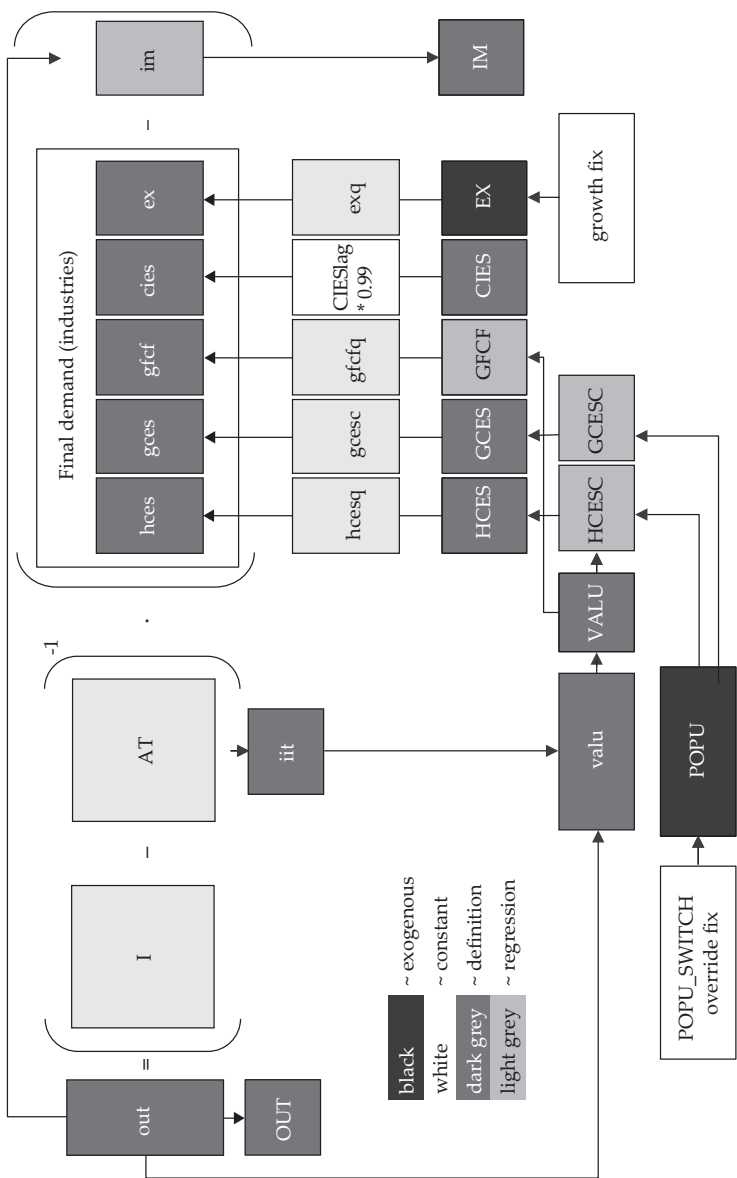 out
=
I
–
AT
-1
.
Final demand (industries)
hces
gces
gfcf
cies
ex
–
im
OUT
iit
hcesq
gcesc
gfcfq
CIESlag
* 0.99
exq
IM
HCES
GCES
GFCF
CIES
EX
valu
VALU
HCESC
GCESC
growth fix
black ~ exogenous
white ~ constant
dark grey ~ definition
light grey ~ regression
POPU_SWITCH
override fix
POPU